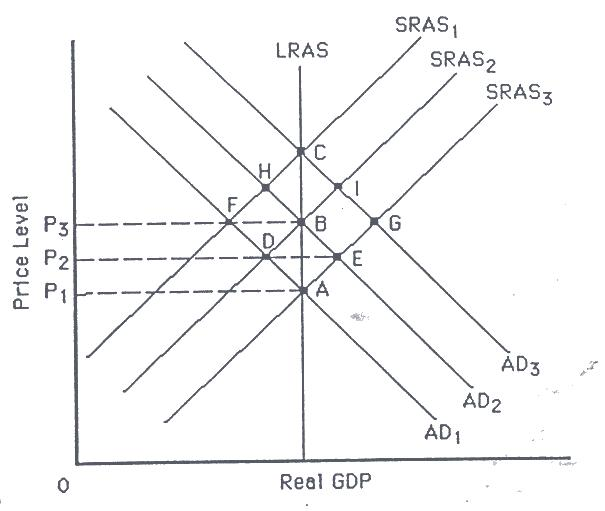 SRAS1
LRAS
SRAS2
SRAS3
C
H
I
F
P3
B
G
D
P2
E
P1
A
Price Level
AD3
AD2
AD1
0
Real GDP